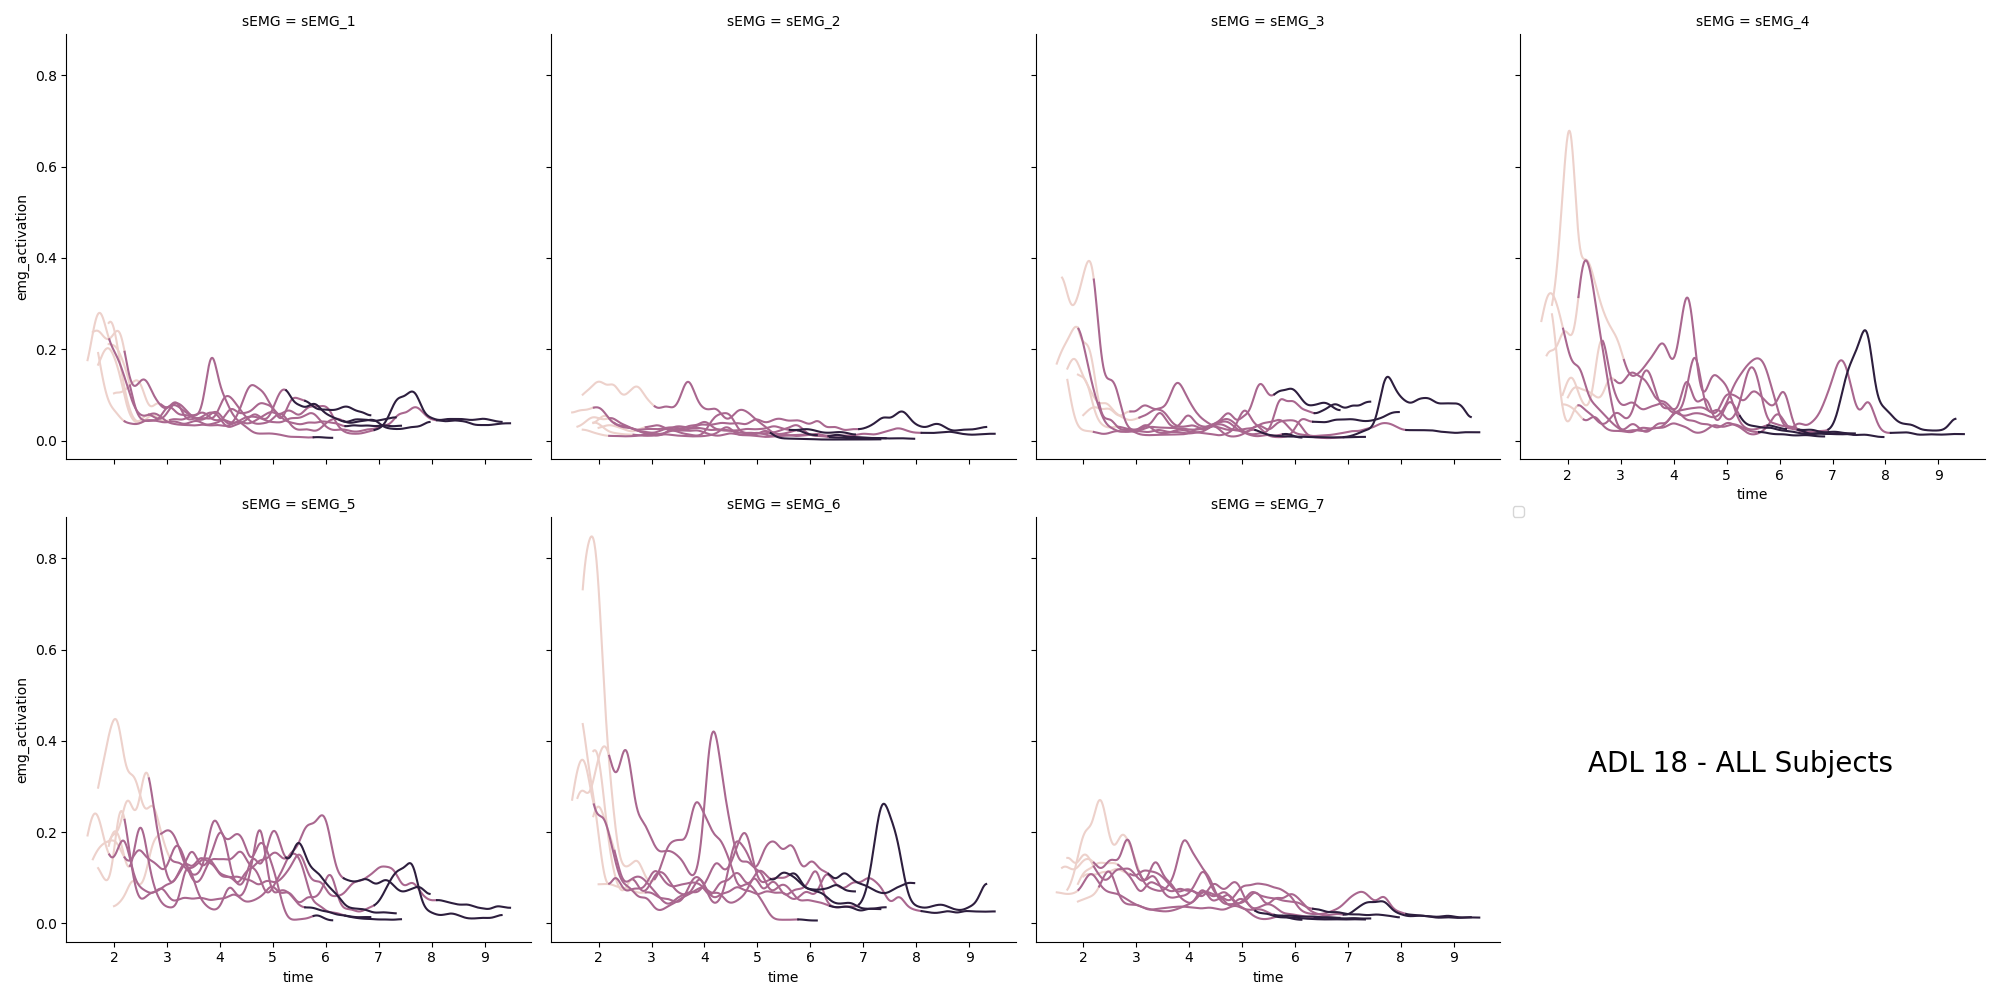 sEMG = sEMG_1
sEMG = sEMG_2
sEMG = sEMG_3
sEMG = sEMG_4
0.8
0.6
0.4
0.2
0.0
emg_activation
2 3 4 5 6 7 8 9
time
sEMG = sEMG_5
sEMG = sEMG_6
sEMG = sEMG_7
0.8
0.6
0.4
0.2
0.0
emg_activation
ADL 18 - ALL Subjects
2 3 4 5 6 7 8 9
2 3 4 5 6 7 8 9
2 3 4 5 6 7 8 9
time
time
time